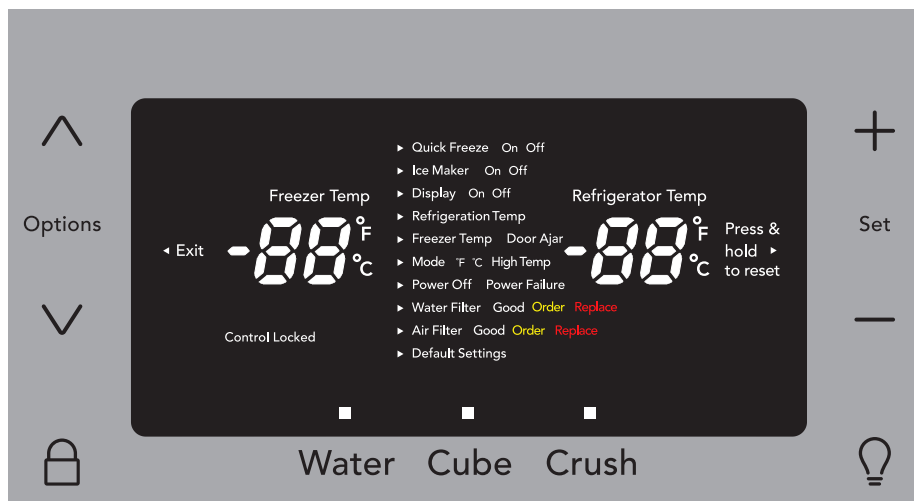 Options
◂ Exit
Freezer Temp
-88 °F °C
Control Locked
▸ Quick Freeze On Off
▸ Ice Maker On Off
▸ Display On Off
▸ Refrigeration Temp
▸ Freezer Temp Door Ajar
▸ Mode °F °C High Temp
▸ Power Off Power Failure
▸ Water Filter Good Order Replace
▸ Air Filter Good Order Replace
▸ Default Settings
Refrigerator Temp
-88 °F °C
Press &
hold ▸
to reset
Set
Water Cube Crush